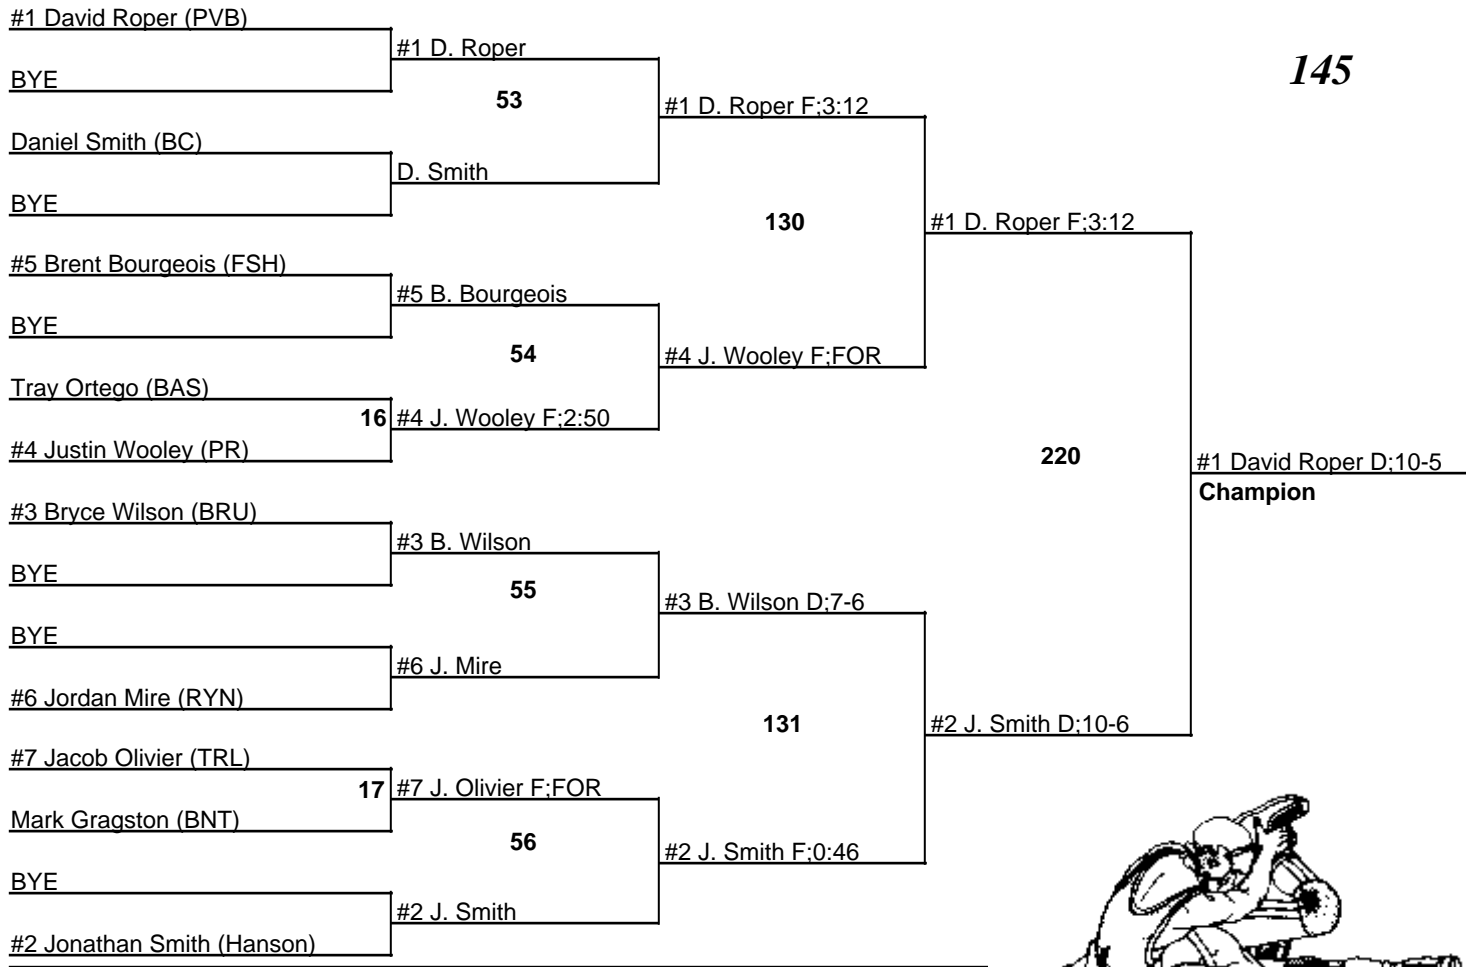 #1 David Roper (PVB)
#1 D. Roper
145
BYE
53
#1 D. Roper F;3:12
Daniel Smith (BC)
D. Smith
BYE
130
#1 D. Roper F;3:12
#5 Brent Bourgeois (FSH)
#5 B. Bourgeois
BYE
54
#4 J. Wooley F;FOR
Tray Ortego (BAS)
16 #4 J. Wooley F;2:50
#4 Justin Wooley (PR)
220
#1 David Roper D;10-5
Champion
#3 Bryce Wilson (BRU)
#3 B. Wilson
BYE
55
#3 B. Wilson D;7-6
BYE
#6 J. Mire
#6 Jordan Mire (RYN)
131
#2 J. Smith D;10-6
#7 Jacob Olivier (TRL)
17 #7 J. Olivier F;FOR
Mark Gragston (BNT)
56
#2 J. Smith F;0:46
BYE
#2 J. Smith
#2 Jonathan Smith (Hanson)